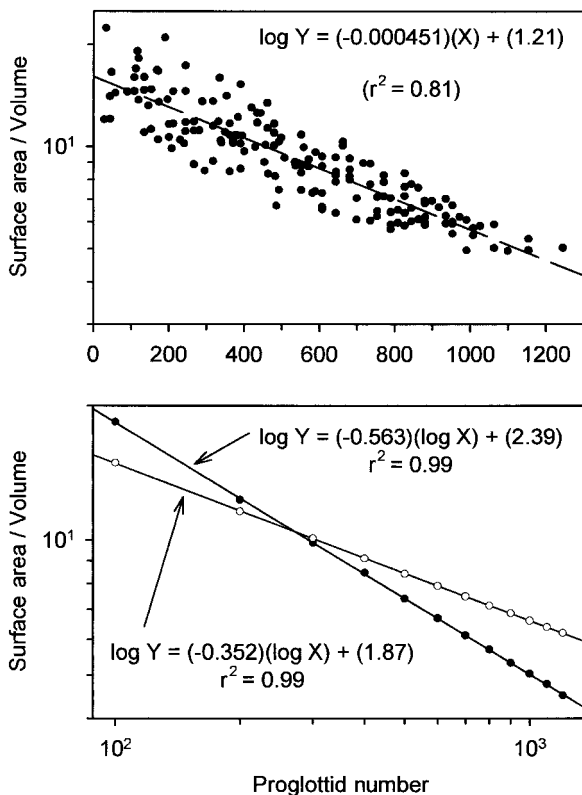 log Y = (-0.000451)(X) + (1.21)
(r² = 0.81)
Surface area / Volume
10¹
0 200 400 600 800 1000 1200
log Y = (-0.563)(log X) + (2.39)
r² = 0.99
Surface area / Volume
10¹
log Y = (-0.352)(log X) + (1.87)
r² = 0.99
10² 10³
Proglottid number